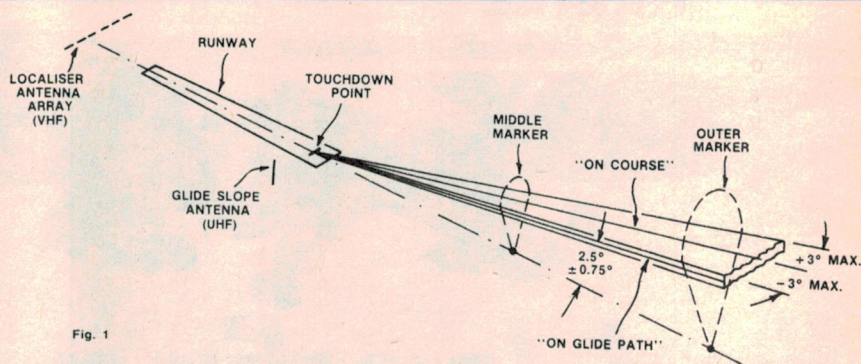 RUNWAY
LOCALISER
ANTENNA
ARRAY
(VHF)
TOUCHDOWN
POINT
GLIDE SLOPE
ANTENNA
(UHF)
MIDDLE
MARKER
OUTER
MARKER
"ON COURSE"
2.5°
±0.75°
+3° MAX.
−3° MAX.
"ON GLIDE PATH"
Fig. 1